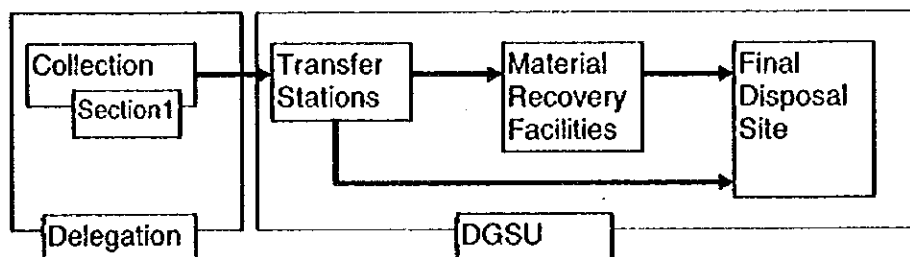 Collection
Section1
Transfer
Stations
Material
Recovery
Facilities
Final
Disposal
Site
Delegation
DGSU